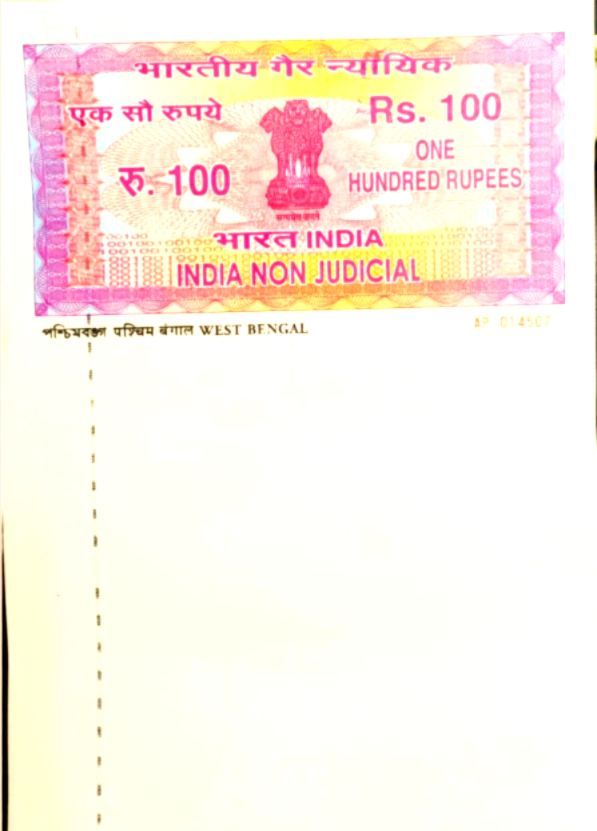 भारतीय गैर न्यायिक
एक सौ रुपये
Rs. 100
रु. 100
ONE
HUNDRED RUPEES
सत्यमेव जयते
भारत INDIA
INDIA NON JUDICIAL
পশ্চিমবঙ্গ पश्चिम बंगाल WEST BENGAL
AP 014507